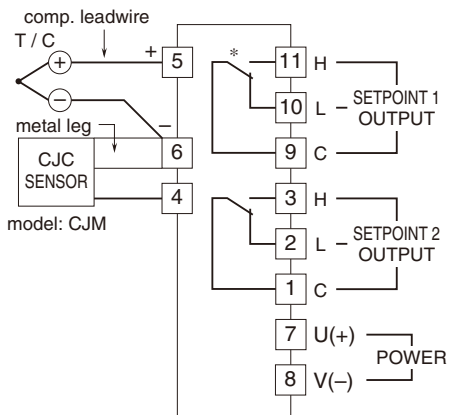 comp. leadwire
T / C
+
+
5
*
11
H
–
–
10
L
SETPOINT 1
OUTPUT
metal leg
6
9
C
CJC
SENSOR
4
3
H
model: CJM
2
L
SETPOINT 2
OUTPUT
1
C
7
U(+)
POWER
8
V(–)